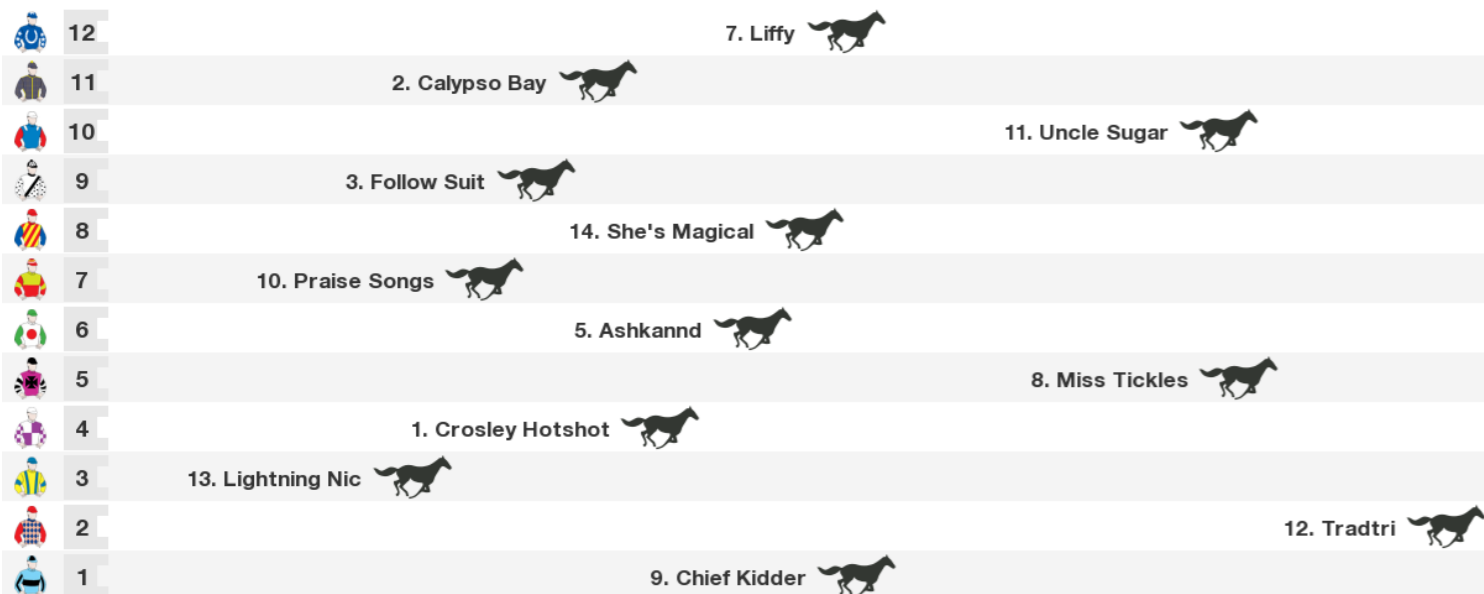 12 7. Liffy
11 2. Calypso Bay
10 11. Uncle Sugar
9 3. Follow Suit
8 14. She's Magical
7 10. Praise Songs
6 5. Ashkannd
5 8. Miss Tickles
4 1. Crosley Hotshot
3 13. Lightning Nic
2 12. Tradtri
1 9. Chief Kidder